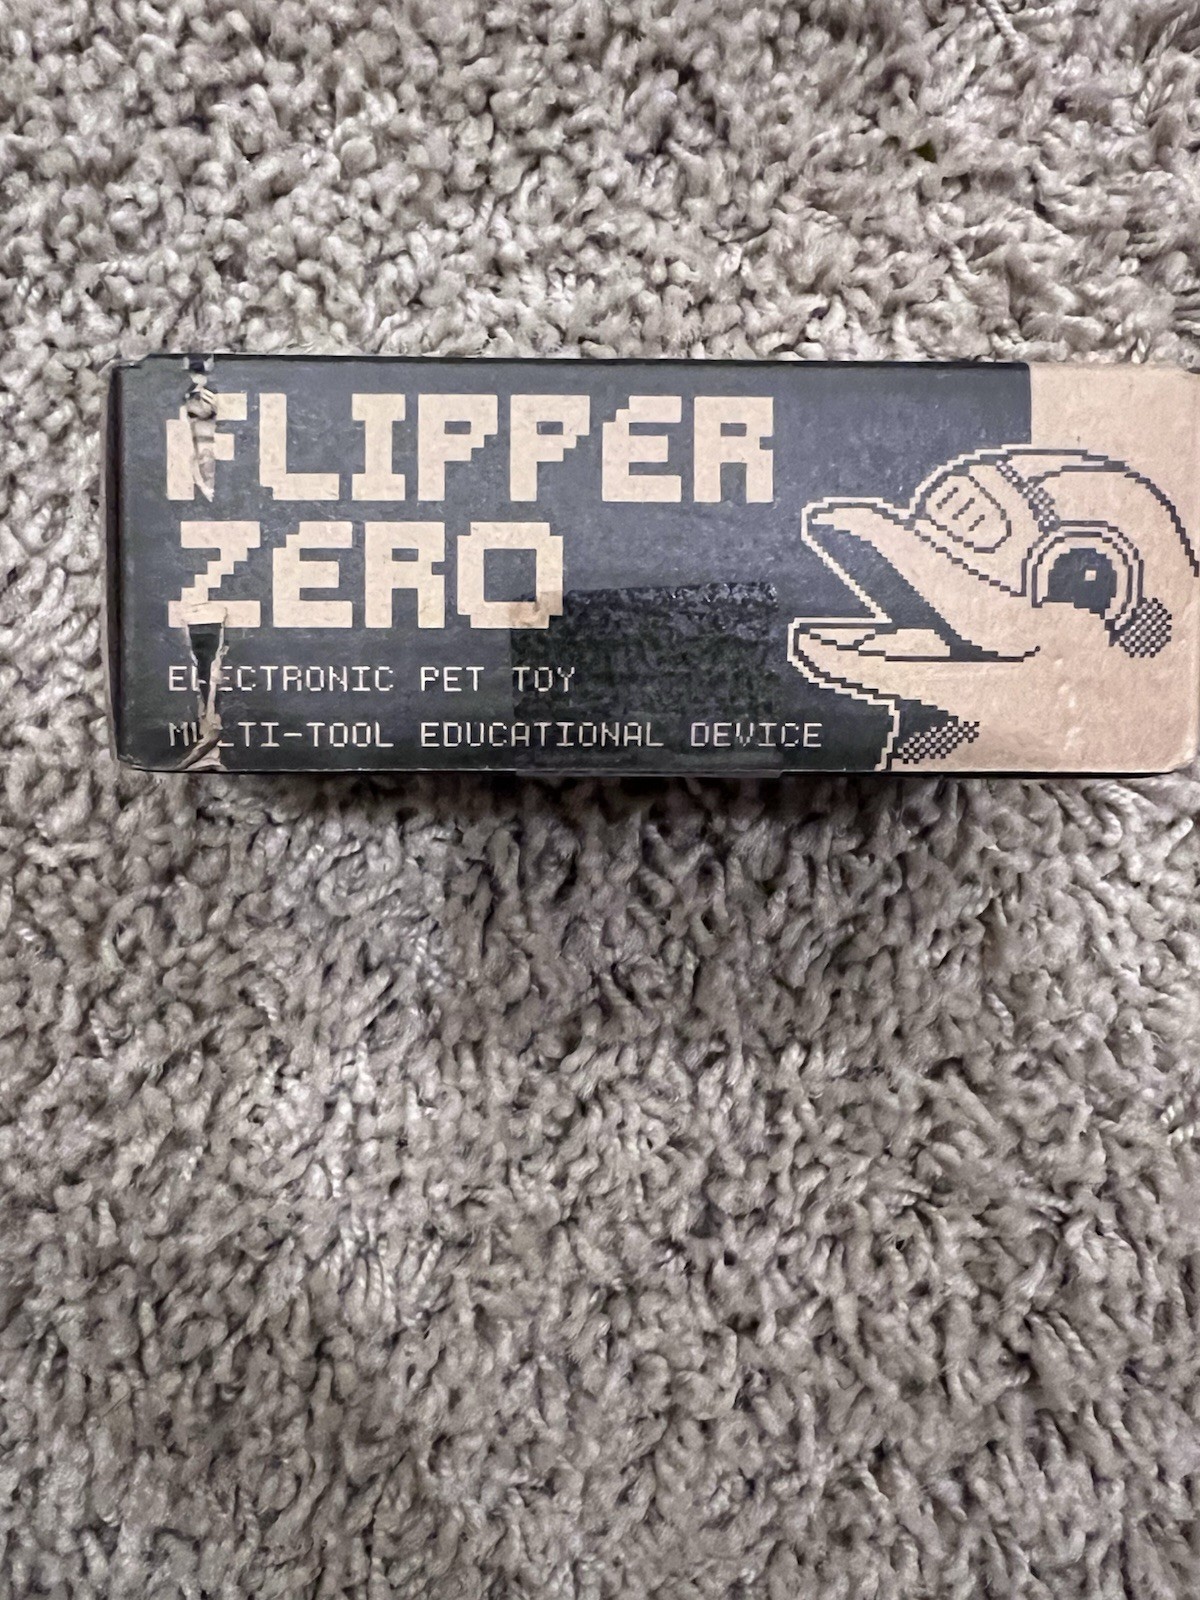 FLIPPER
ZERO
ELECTRONIC PET TOY
MULTI-TOOL EDUCATIONAL DEVICE